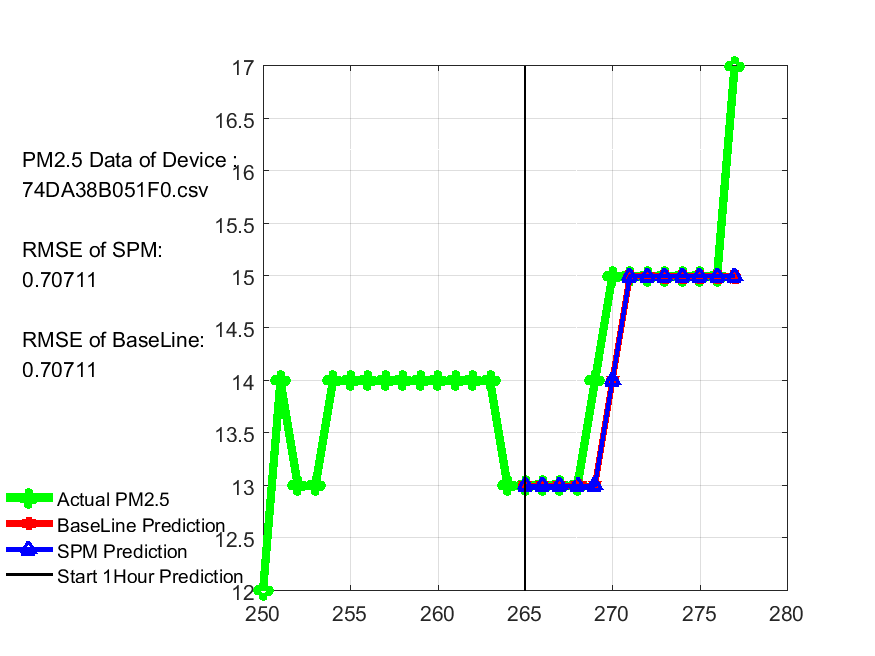 PM2.5 Data of Device :
74DA38B051F0.csv
RMSE of SPM:
0.70711
RMSE of BaseLine:
0.70711
Actual PM2.5
BaseLine Prediction
SPM Prediction
Start 1Hour Prediction
17
16.5
16
15.5
15
14.5
14
13.5
13
12.5
12
250
255
260
265
270
275
280